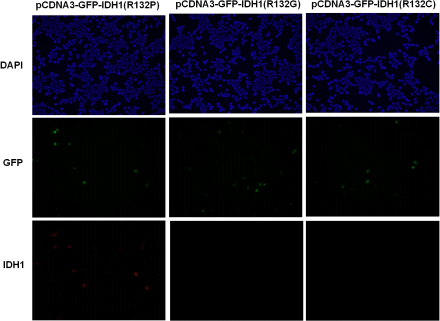 pCDNA3-GFP-IDH1(R132P) pCDNA3-GFP-IDH1(R132G) pCDNA3-GFP-IDH1(R132C)
DAPI
GFP
IDH1